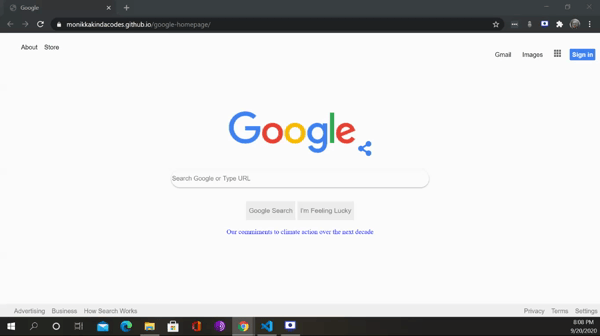 Google
monikkakindacodes.github.io/google-homepage/
About Store
Gmail Images Sign in
Google
Search Google or Type URL
Google Search I'm Feeling Lucky
Our commiments to climate action over the next decade
Advertising Business How Search Works Privacy Terms Settings
8:08 PM
9/20/2020